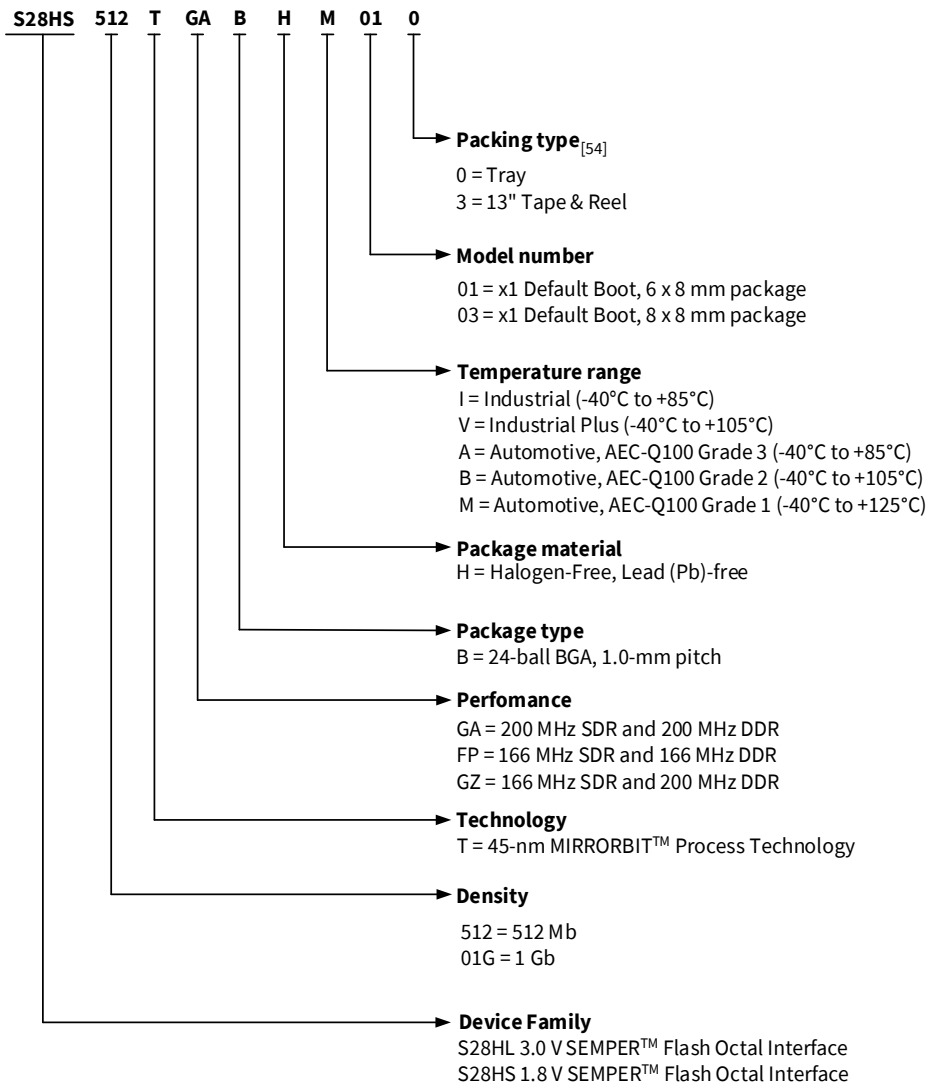 S28HS 512 T GA B H M 01 0
Packing type[54]
0 = Tray
3 = 13" Tape & Reel
Model number
01 = x1 Default Boot, 6 x 8 mm package
03 = x1 Default Boot, 8 x 8 mm package
Temperature range
I = Industrial (-40°C to +85°C)
V = Industrial Plus (-40°C to +105°C)
A = Automotive, AEC-Q100 Grade 3 (-40°C to +85°C)
B = Automotive, AEC-Q100 Grade 2 (-40°C to +105°C)
M = Automotive, AEC-Q100 Grade 1 (-40°C to +125°C)
Package material
H = Halogen-Free, Lead (Pb)-free
Package type
B = 24-ball BGA, 1.0-mm pitch
Perfomance
GA = 200 MHz SDR and 200 MHz DDR
FP = 166 MHz SDR and 166 MHz DDR
GZ = 166 MHz SDR and 200 MHz DDR
Technology
T = 45-nm MIRRORBIT™ Process Technology
Density
512 = 512 Mb
01G = 1 Gb
Device Family
S28HL 3.0 V SEMPER™ Flash Octal Interface
S28HS 1.8 V SEMPER™ Flash Octal Interface